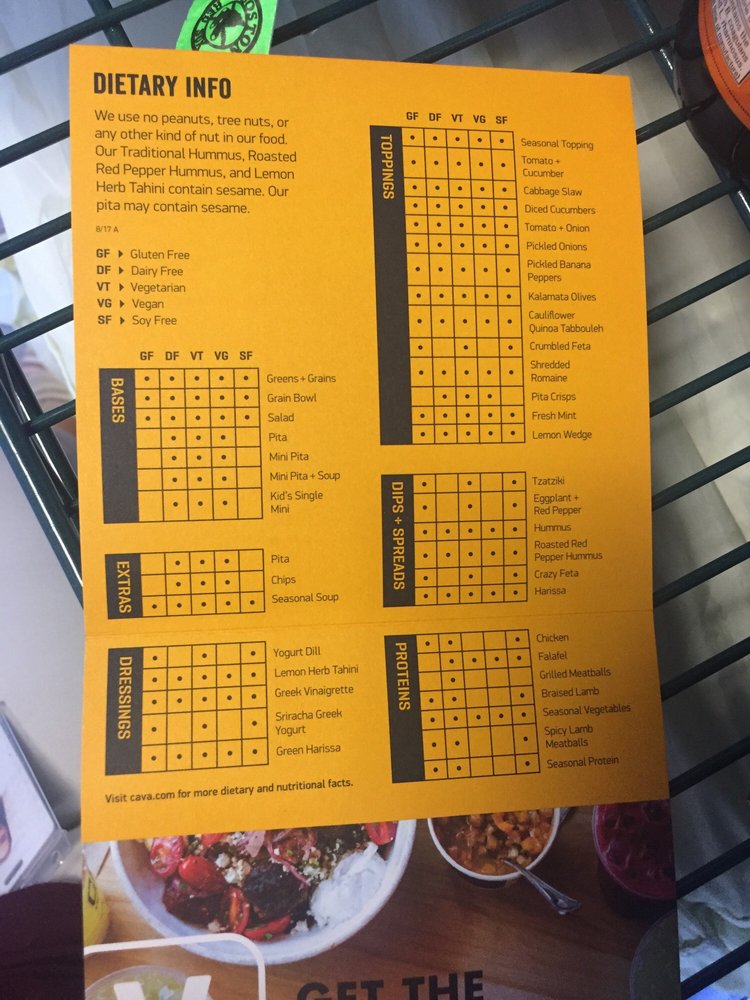 OSTON
DIETARY INFO
We use no peanuts, tree nuts, or
any other kind of nut in our food.
Our Traditional Hummus, Roasted
Red Pepper Hummus, and Lemon
Herb Tahini contain sesame. Our
pita may contain sesame.
8/17 A
GF Gluten Free
DF Dairy Free
VT Vegetarian
VG Vegan
SF Soy Free
GF DF VT VG SF
BASES
Greens + Grains
Grain Bowl
Salad
Pita
Mini Pita
Mini Pita + Soup
Kid's Single
Mini
EXTRAS
Pita
Chips
Seasonal Soup
DRESSINGS
Yogurt Dill
Lemon Herb Tahini
Greek Vinaigrette
Sriracha Greek
Yogurt
Green Harissa
Visit cava.com for more dietary and nutritional facts.
GF DF VT VG SF
TOPPINGS
Seasonal Topping
Tomato +
Cucumber
Cabbage Slaw
Diced Cucumbers
Tomato + Onion
Pickled Onions
Pickled Banana
Peppers
Kalamata Olives
Cauliflower
Quinoa Tabbouleh
Crumbled Feta
Shredded
Romaine
Pita Crisps
Fresh Mint
Lemon Wedge
DIPS + SPREADS
Tzatziki
Eggplant +
Red Pepper
Hummus
Roasted Red
Pepper Hummus
Crazy Feta
Harissa
PROTEINS
Chicken
Falafel
Grilled Meatballs
Braised Lamb
Seasonal Vegetables
Spicy Lamb
Meatballs
Seasonal Protein
GET THE